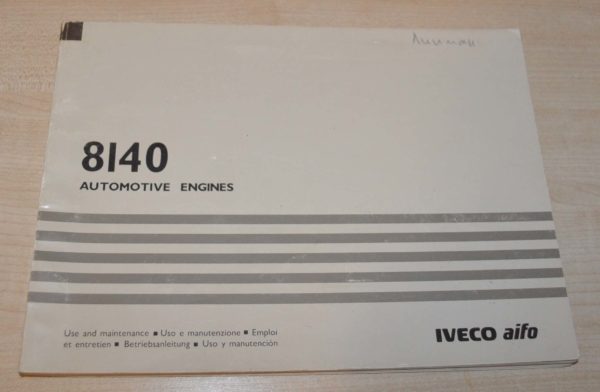 8140
AUTOMOTIVE ENGINES
Use and maintenance ▪ Uso e manutenzione ▪ Emploi
et entretien ▪ Betriebsanleitung ▪ Uso y manutención
IVECO aifo